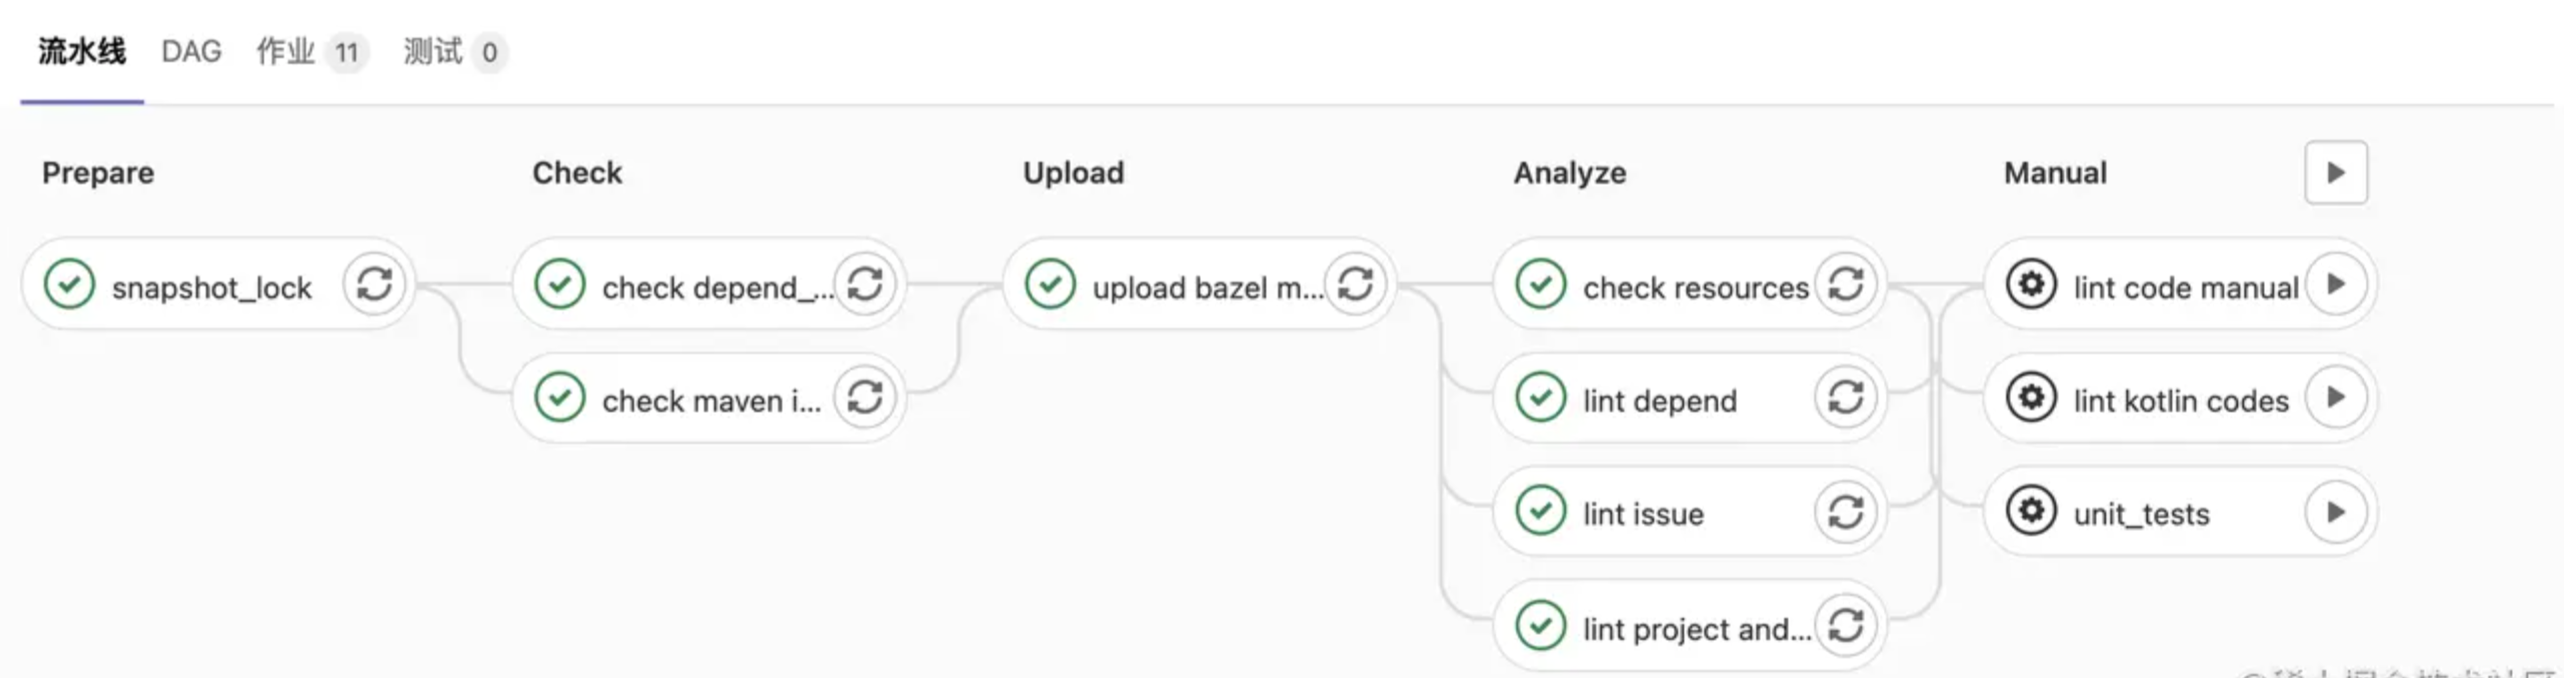 流水线 DAG 作业 11 测试 0
Prepare Check Upload Analyze Manual
snapshot_lock check depend_... upload bazel m... check resources lint code manual
check maven i... lint depend lint kotlin codes
lint issue unit_tests
lint project and...